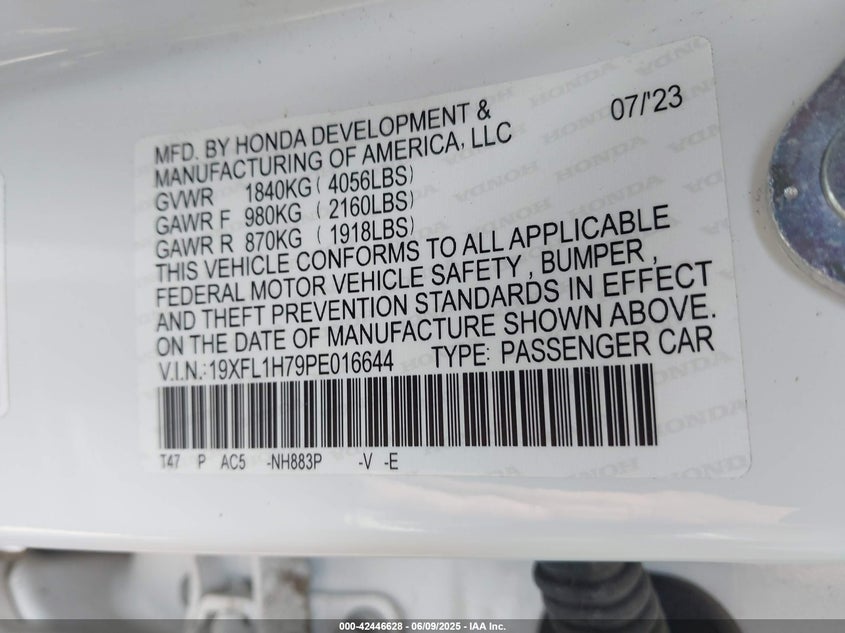 07/'23
MFD. BY HONDA DEVELOPMENT &
MANUFACTURING OF AMERICA, LLC
GVWR 1840KG ( 4056LBS)
GAWR F 980KG ( 2160LBS)
GAWR R 870KG ( 1918LBS)
THIS VEHICLE CONFORMS TO ALL APPLICABLE
FEDERAL MOTOR VEHICLE SAFETY , BUMPER ,
AND THEFT PREVENTION STANDARDS IN EFFECT
ON THE DATE OF MANUFACTURE SHOWN ABOVE.
V.I.N.:19XFL1H79PE016644 TYPE: PASSENGER CAR
T47 P AC5 -NH883P -V -E
000-42446628 - 06/09/2025 - IAA Inc.